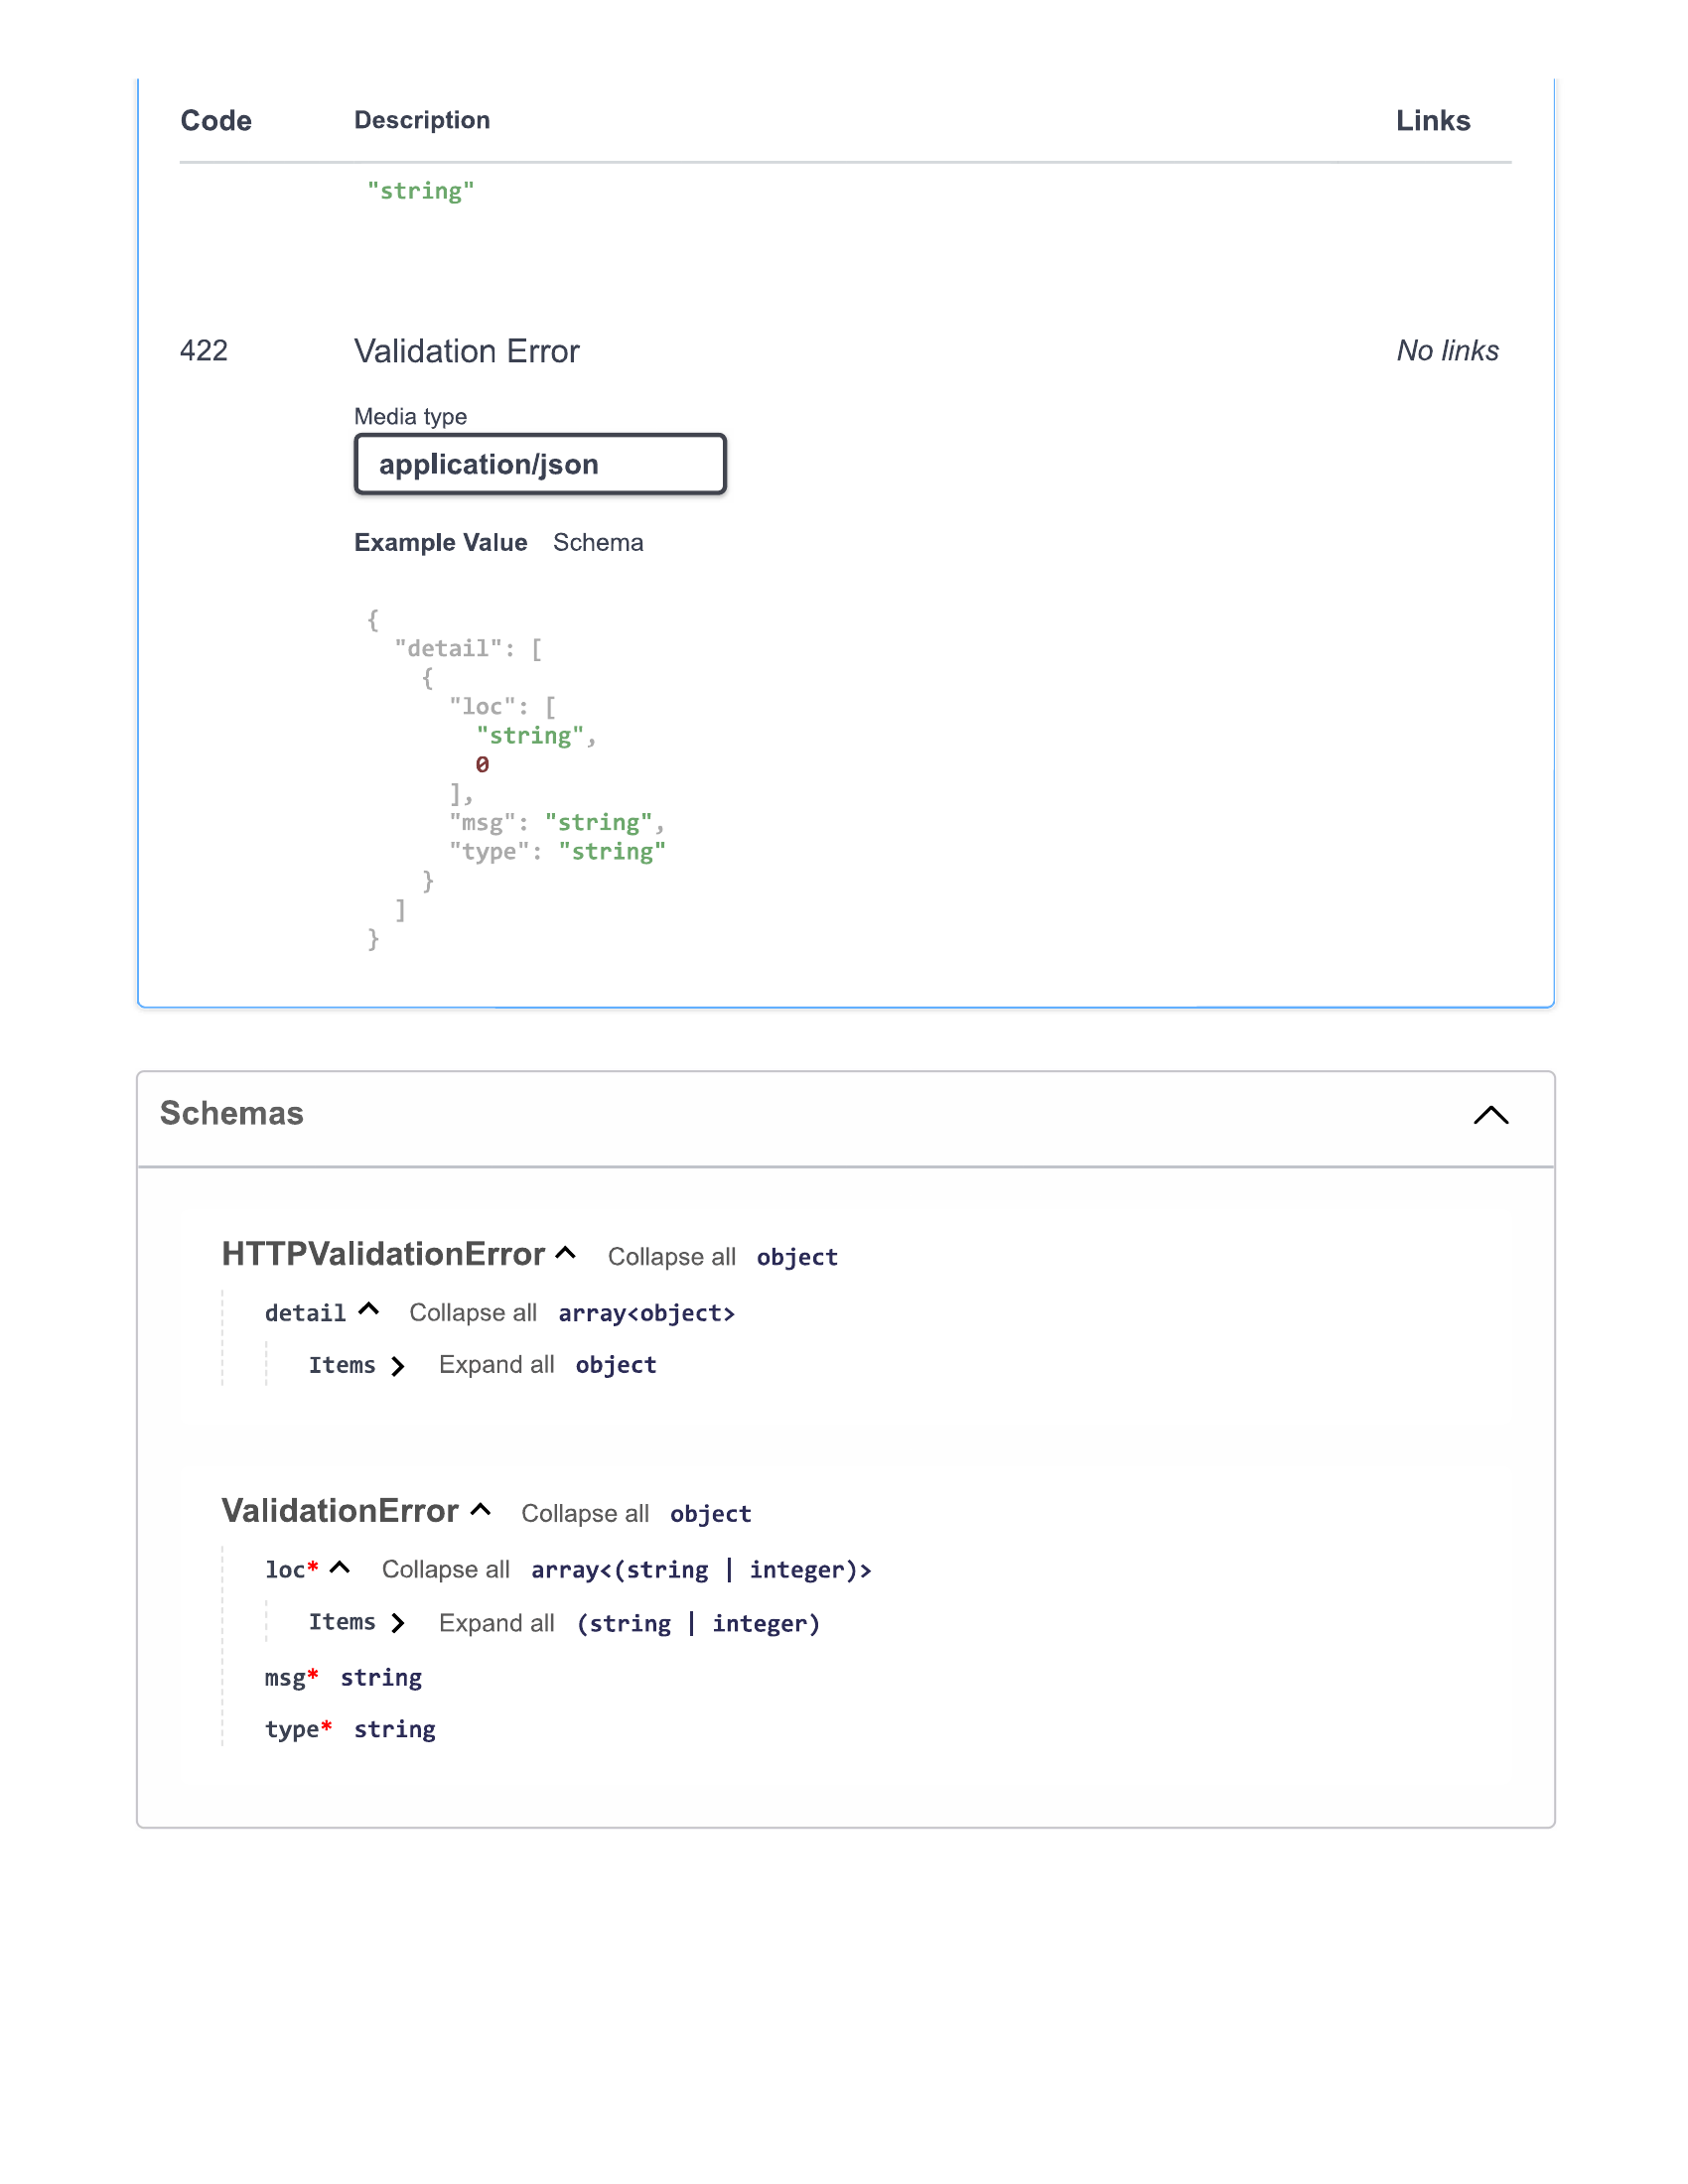 Code Description Links
"string"
422 Validation Error No links
Media type
application/json
Example Value Schema
{
  "detail": [
    {
      "loc": [
        "string",
        0
      ],
      "msg": "string",
      "type": "string"
    }
  ]
}
Schemas
HTTPValidationError Collapse all object
detail Collapse all array<object>
Items Expand all object
ValidationError Collapse all object
loc* Collapse all array<(string | integer)>
Items Expand all (string | integer)
msg* string
type* string